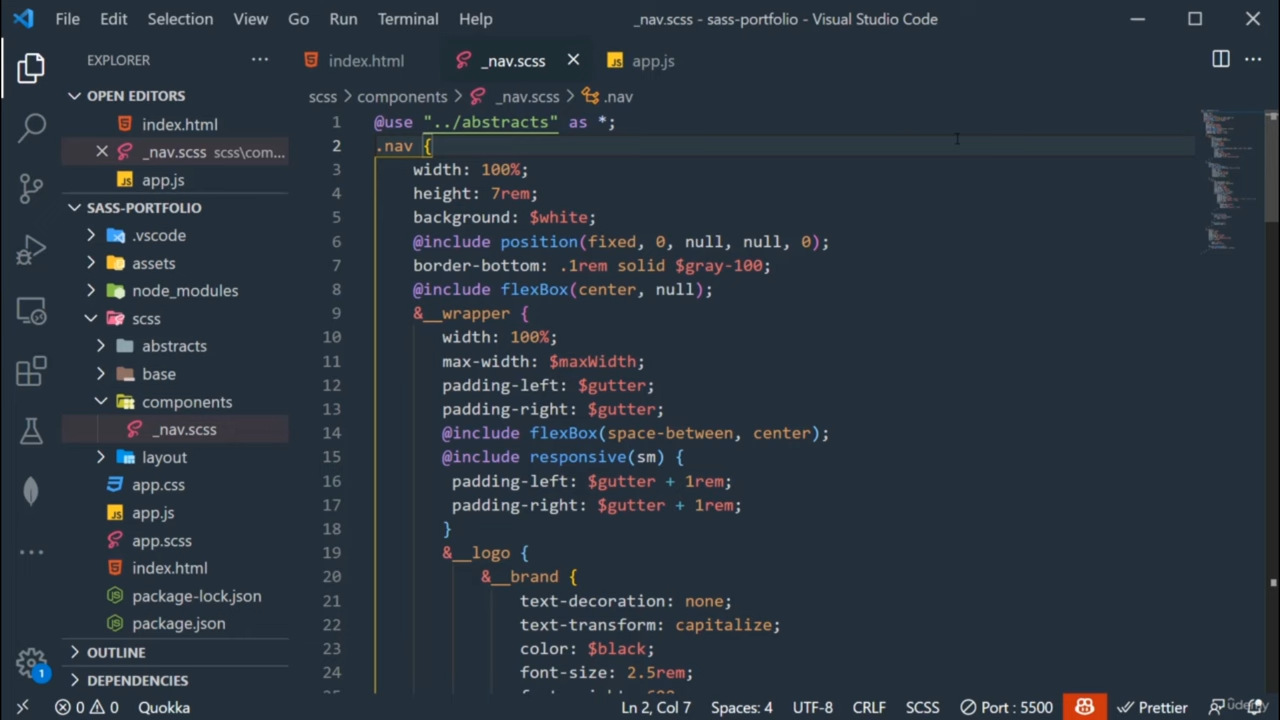 File Edit Selection View Go Run Terminal Help _nav.scss - sass-portfolio - Visual Studio Code
EXPLORER
OPEN EDITORS
index.html
_nav.scss scss\com...
app.js
SASS-PORTFOLIO
.vscode
assets
node_modules
scss
abstracts
base
components
_nav.scss
layout
app.css
app.js
app.scss
index.html
package-lock.json
package.json
OUTLINE
DEPENDENCIES
1
index.html _nav.scss app.js
scss > components > _nav.scss > .nav
1 @use "../abstracts" as *;
2 .nav {
3 width: 100%;
4 height: 7rem;
5 background: $white;
6 @include position(fixed, 0, null, null, 0);
7 border-bottom: .1rem solid $gray-100;
8 @include flexBox(center, null);
9 &__wrapper {
10 width: 100%;
11 max-width: $maxWidth;
12 padding-left: $gutter;
13 padding-right: $gutter;
14 @include flexBox(space-between, center);
15 @include responsive(sm) {
16 padding-left: $gutter + 1rem;
17 padding-right: $gutter + 1rem;
18 }
19 &__logo {
20 &__brand {
21 text-decoration: none;
22 text-transform: capitalize;
23 color: $black;
24 font-size: 2.5rem;
0 0 Quokka Ln 2, Col 7 Spaces: 4 UTF-8 CRLF SCSS Port : 5500 Prettier
udemy